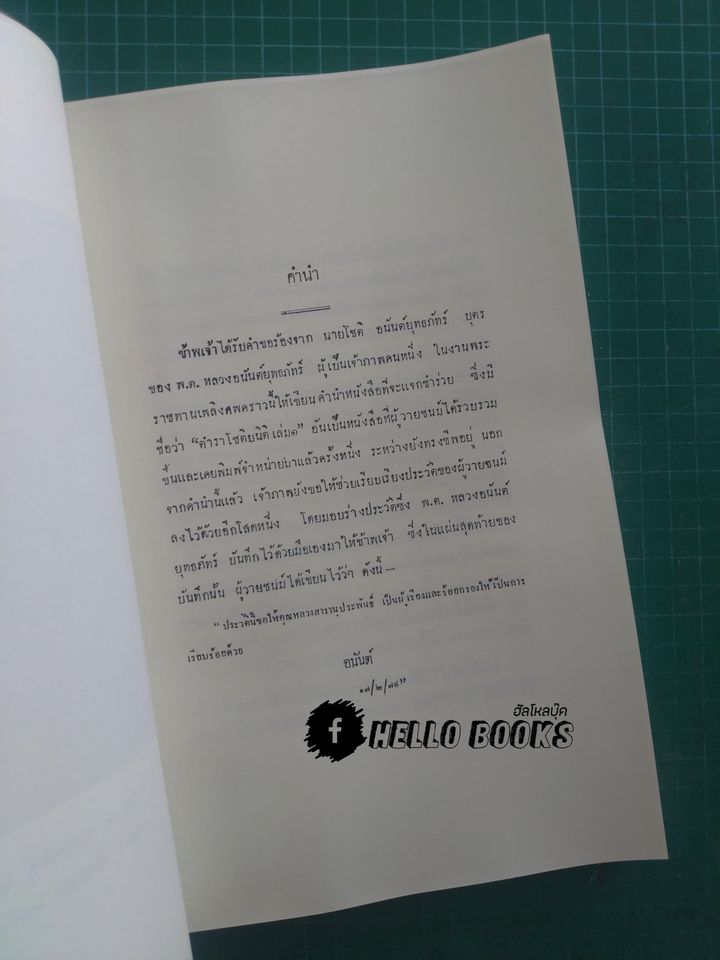 คำนำ
ข้าพเจ้าได้รับคำขอร้องจาก นายโชติ อนันต์ยุทธภัทร์ บุตร
ของ พ.ต. หลวงอนันต์ยุทธภัทร์ ผู้เป็นเจ้าภาพคนหนึ่ง ในงานพระ
ราชทานเพลิงศพคราวนี้ให้เขียนคำนำหนังสือที่จะแจกชำร่วย ซึ่งมี
ชื่อว่า “ตำราโชติยนิติ เล่ม๑” อันเป็นหนังสือที่ผู้วายชนม์ได้รวบรวม
ขึ้นและเคยพิมพ์จำหน่ายมาแล้วครั้งหนึ่ง ระหว่างยังทรงชีพอยู่ นอก
จากคำนำนี้แล้ว เจ้าภาพยังขอให้ช่วยเรียบเรียงประวัติของผู้วายชนม์
ลงไว้ด้วยอีกโสดหนึ่ง โดยมอบร่างประวัติซึ่ง พ.ต. หลวงอนันต์
ยุทธภัทร์ บันทึกไว้ด้วยมือเองมาให้ข้าพเจ้า ซึ่งในแผ่นสุดท้ายของ
บันทึกนั้น ผู้วายชนม์ได้เขียนไว้ว่า ดังนี้ —
“ ประวัตินี้ขอให้คุณหลวงสารานุประพันธ์ เป็นผู้เรียงและร้อยกรองให้เป็นการ
เรียบร้อยด้วย
อนันต์
๑๗/๒/๙๘”
ฮัลโหลบุ๊ค
f HELLO BOOKS